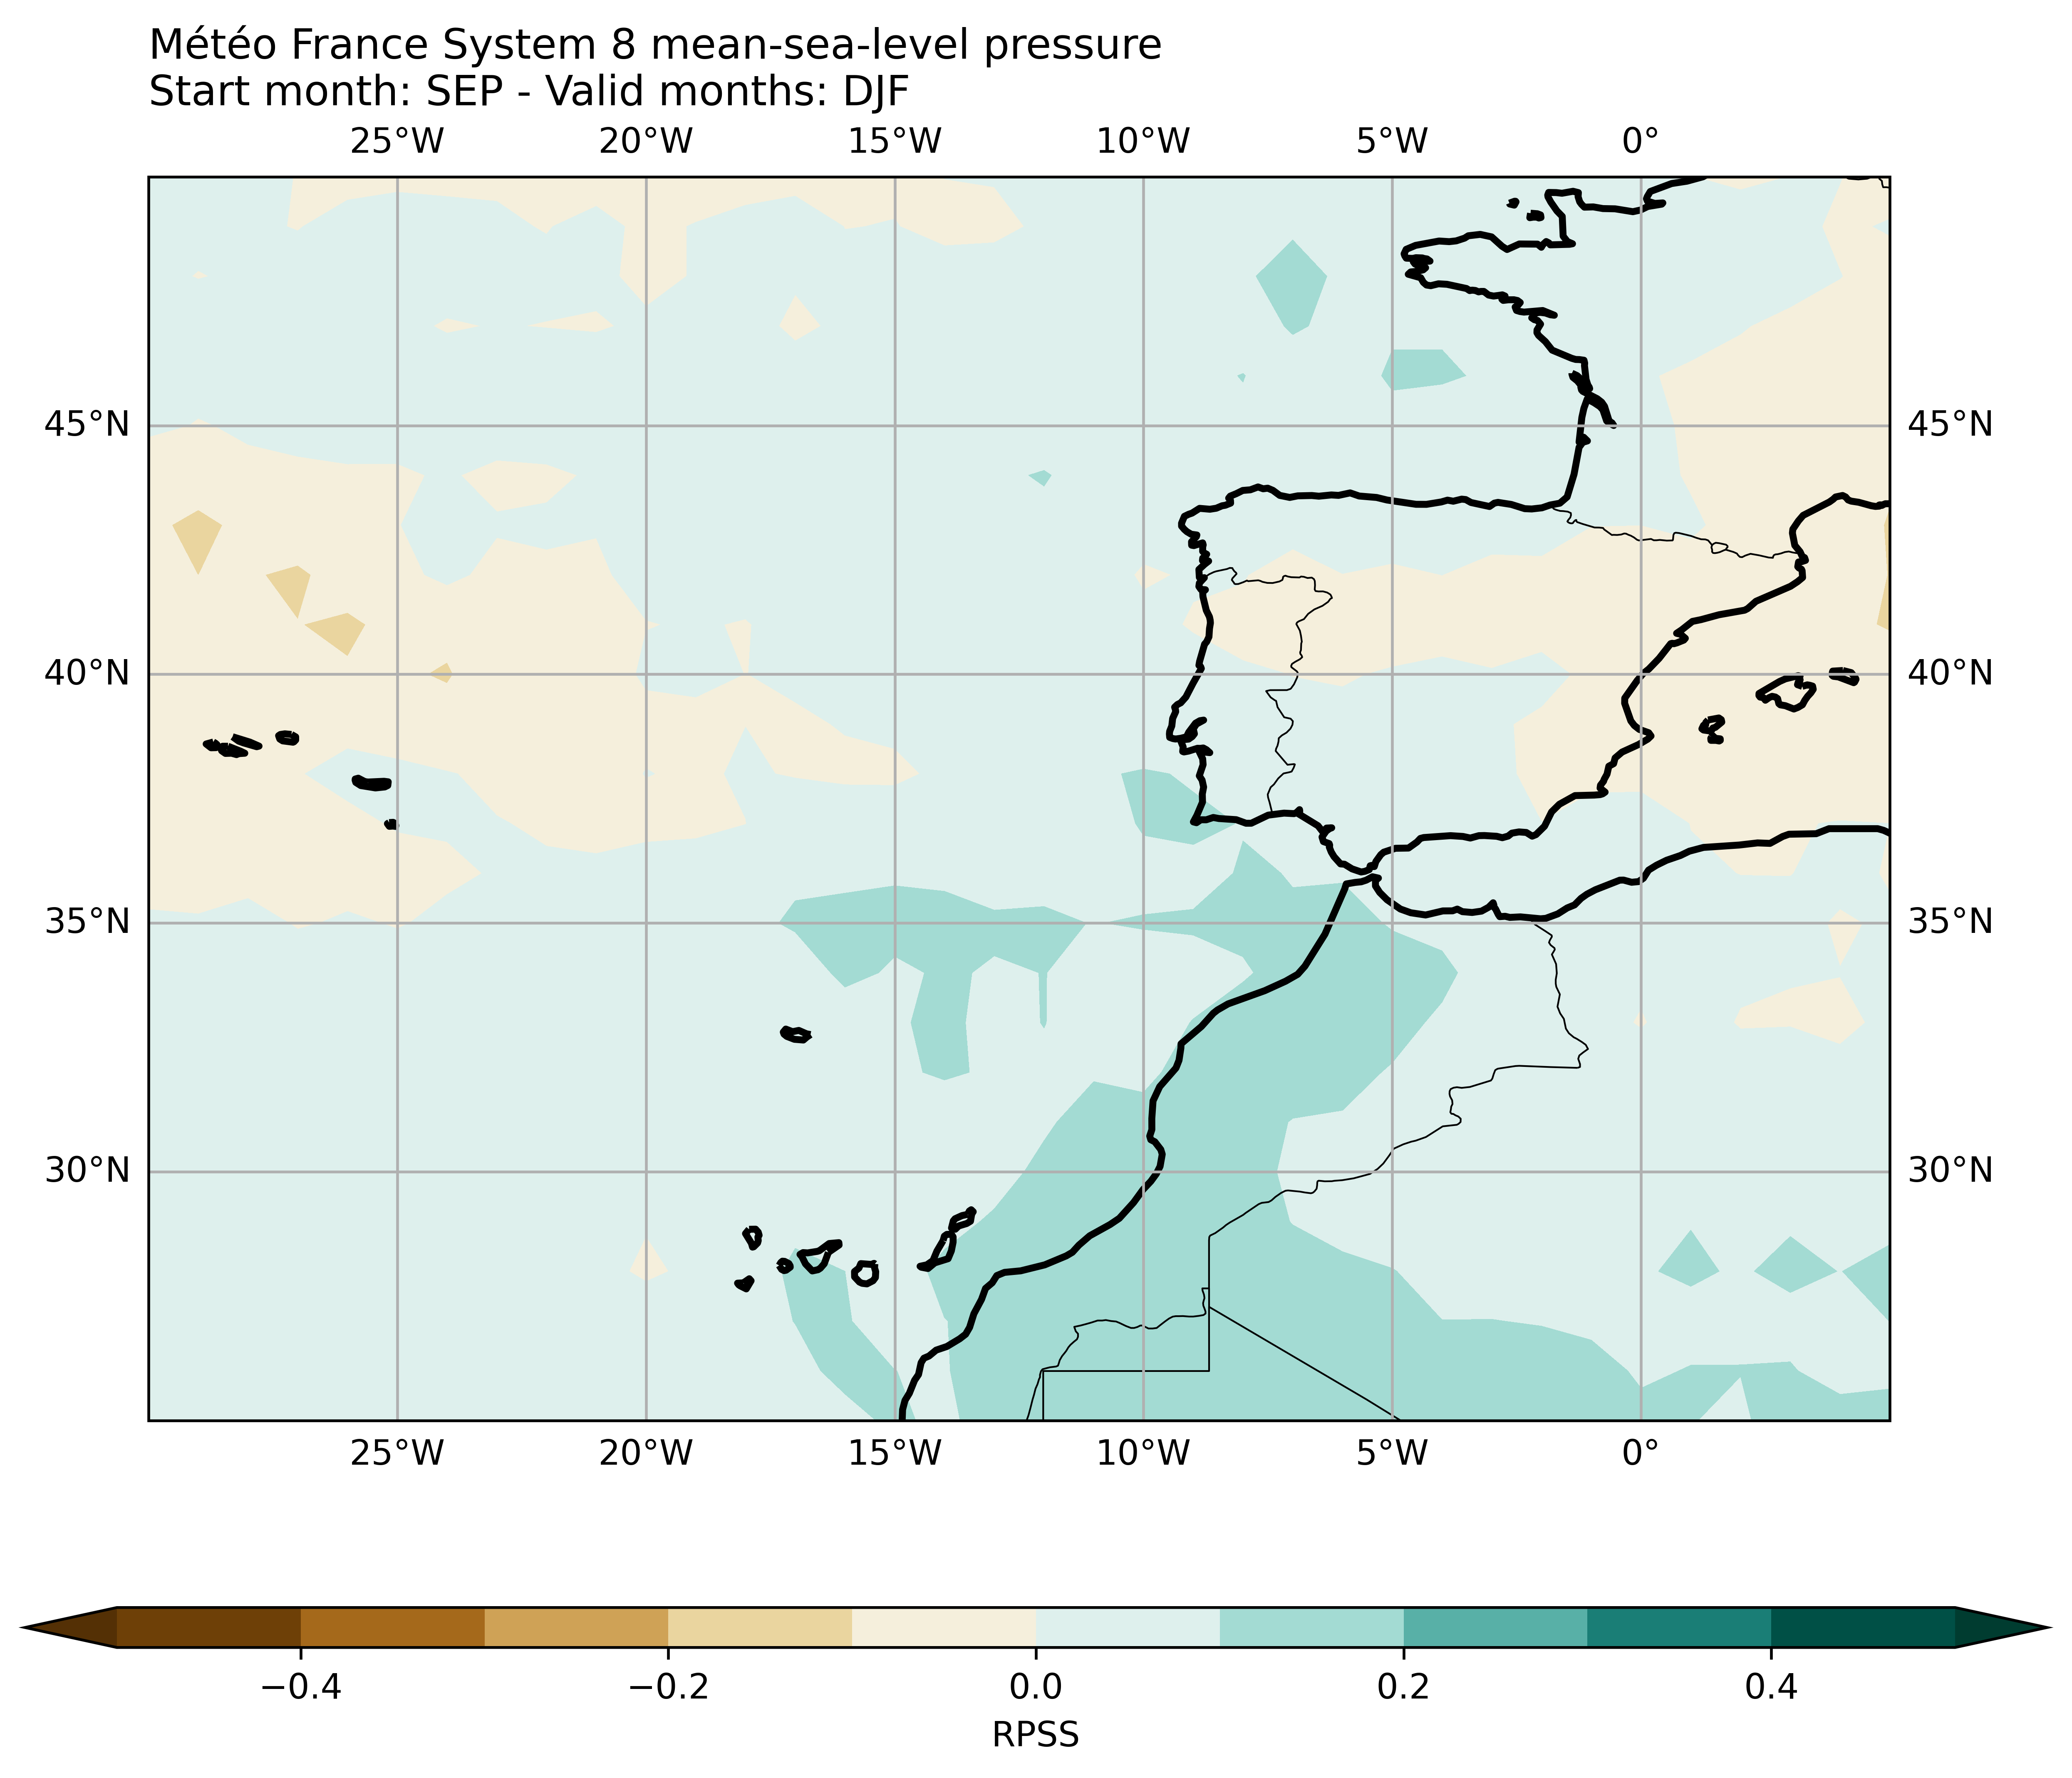 Météo France System 8 mean-sea-level pressure
Start month: SEP - Valid months: DJF
25°W 20°W 15°W 10°W 5°W 0°
45°N 45°N
40°N 40°N
35°N 35°N
30°N 30°N
25°W 20°W 15°W 10°W 5°W 0°
−0.4 −0.2 0.0 0.2 0.4
RPSS